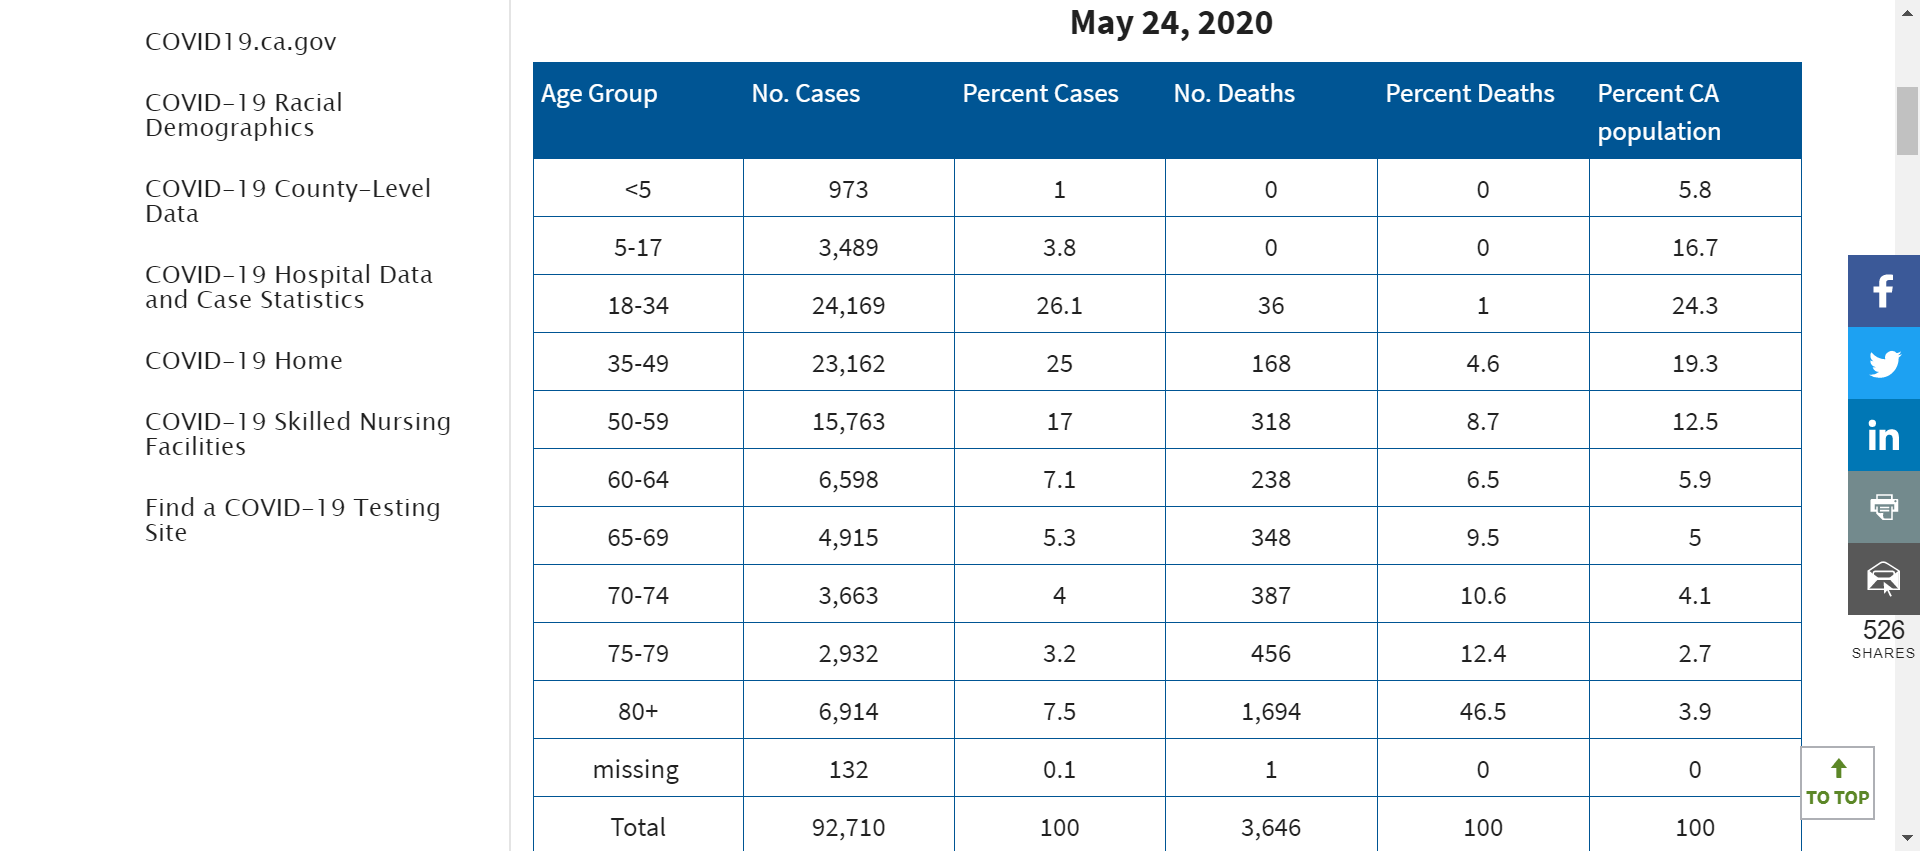 COVID19.ca.gov
COVID-19 Racial
Demographics
COVID-19 County-Level
Data
COVID-19 Hospital Data
and Case Statistics
COVID-19 Home
COVID-19 Skilled Nursing
Facilities
Find a COVID-19 Testing
Site
May 24, 2020
Age Group No. Cases Percent Cases No. Deaths Percent Deaths Percent CA
population
<5 973 1 0 0 5.8
5-17 3,489 3.8 0 0 16.7
18-34 24,169 26.1 36 1 24.3
35-49 23,162 25 168 4.6 19.3
50-59 15,763 17 318 8.7 12.5
60-64 6,598 7.1 238 6.5 5.9
65-69 4,915 5.3 348 9.5 5
70-74 3,663 4 387 10.6 4.1
75-79 2,932 3.2 456 12.4 2.7
80+ 6,914 7.5 1,694 46.5 3.9
missing 132 0.1 1 0 0
Total 92,710 100 3,646 100 100
f
in
526
SHARES
TO TOP